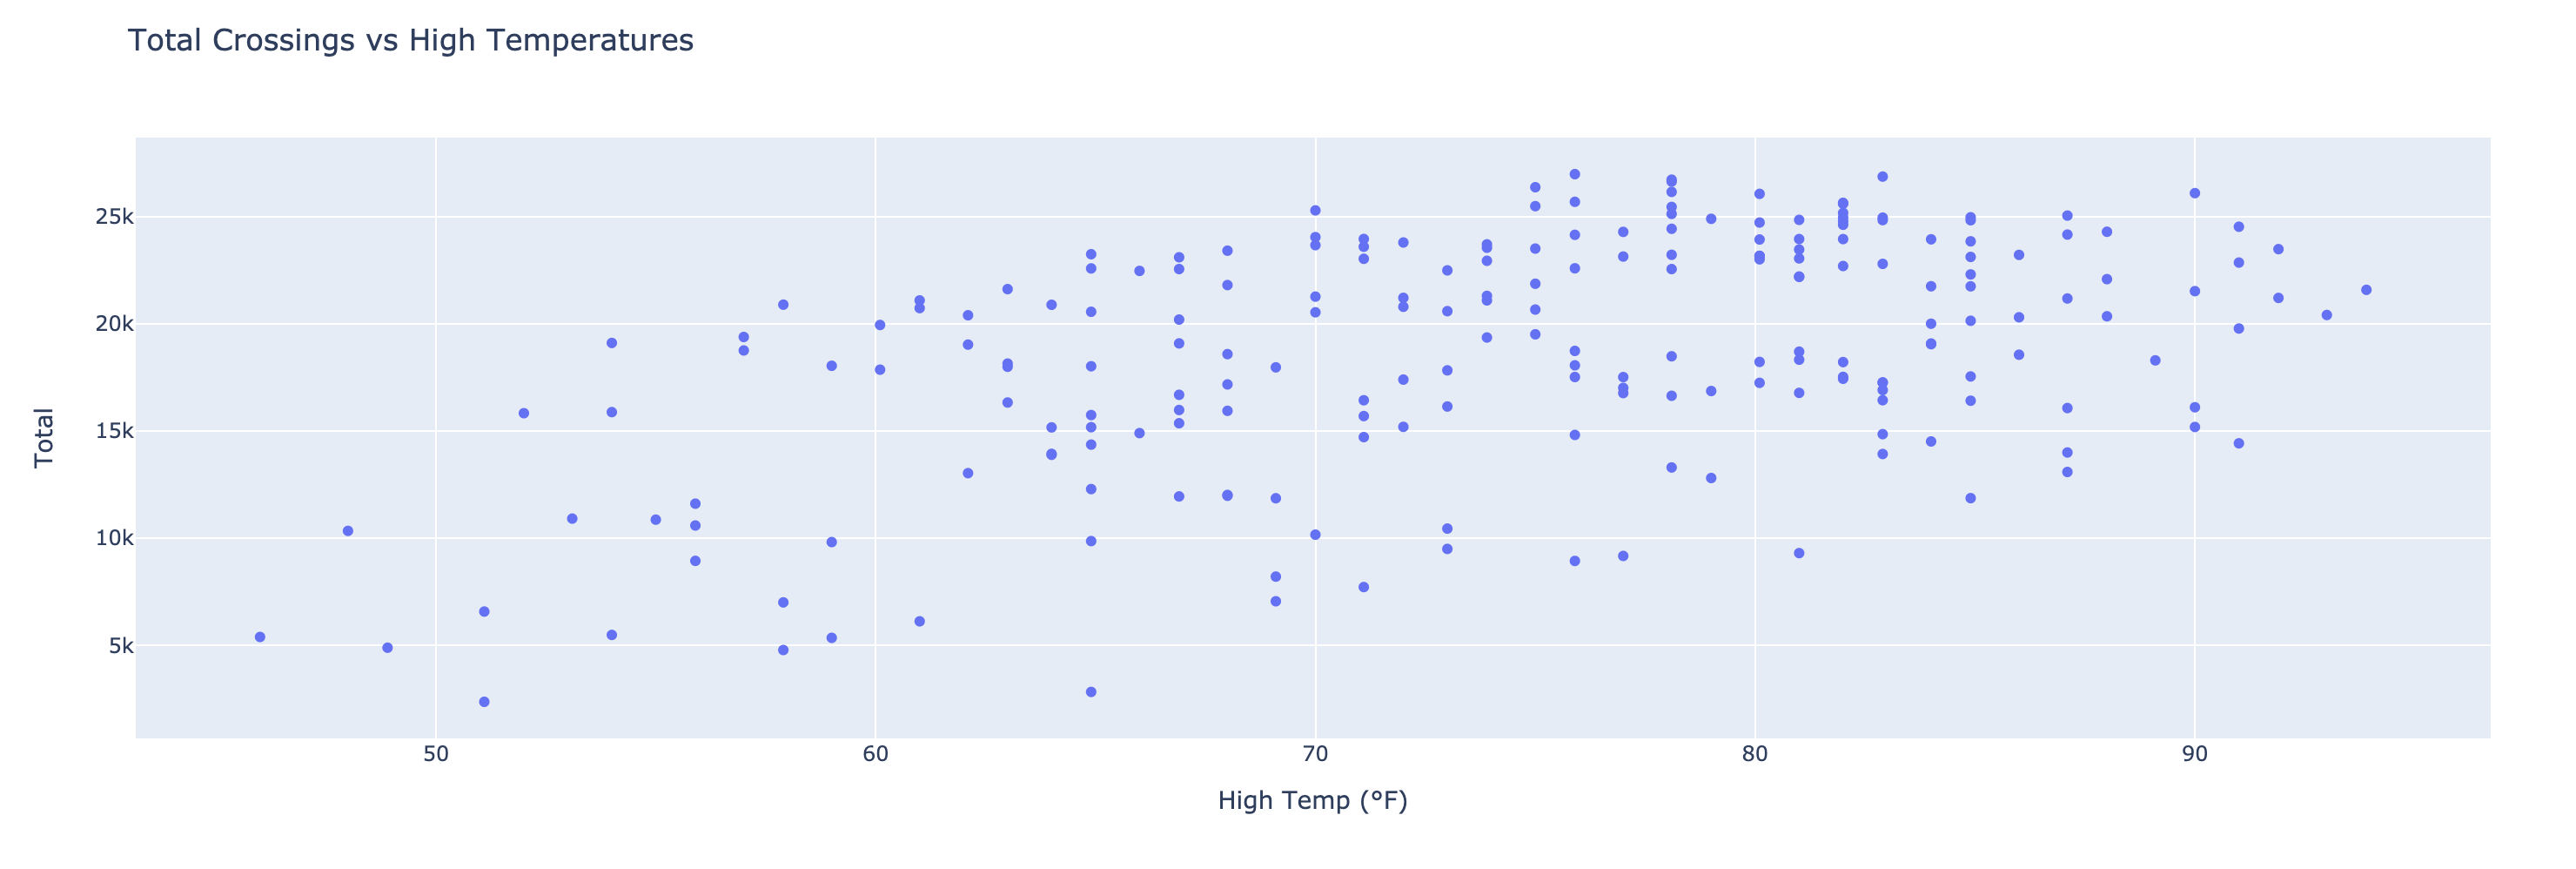 Total Crossings vs High Temperatures
25k
20k
15k
10k
5k
Total
50 60 70 80 90
High Temp (°F)